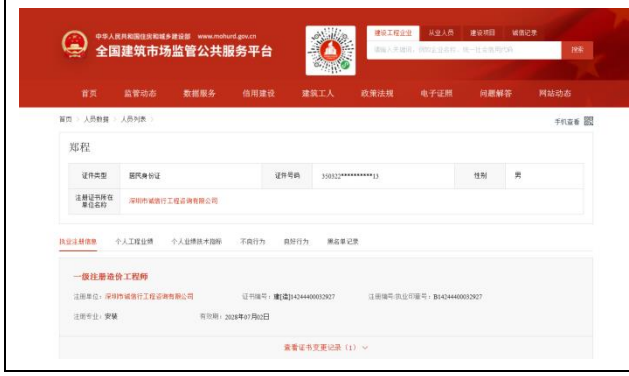 中华人民共和国住房和城乡建设部 www.mohurd.gov.cn
全国建筑市场监管公共服务平台
建设工程企业 从业人员 建设项目 诚信记录
搜索
首页 监管动态 数据服务 信用建设 建筑工人 政策法规 电子证照 问题解答 网站动态
首页 > 人员数据 > 人员列表 >
手机查看
郑程
证件类型 居民身份证 证件号码 350322**********13 性别 男
注册证书所在单位名称 深圳市诚信行工程咨询有限公司
执业注册信息 个人工程业绩 个人业绩技术指标 不良行为 良好行为 黑名单记录
一级注册造价工程师
注册单位：深圳市诚信行工程咨询有限公司 证书编号：建[造]14244400032927 注册编号/执业印章号：B14244400032927
注册专业：安装 有效期：2028年07月02日
查看证书变更记录（1）